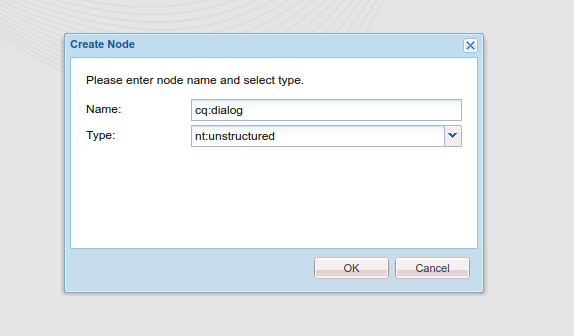 Create Node
Please enter node name and select type.
Name: cq:dialog
Type: nt:unstructured
OK Cancel